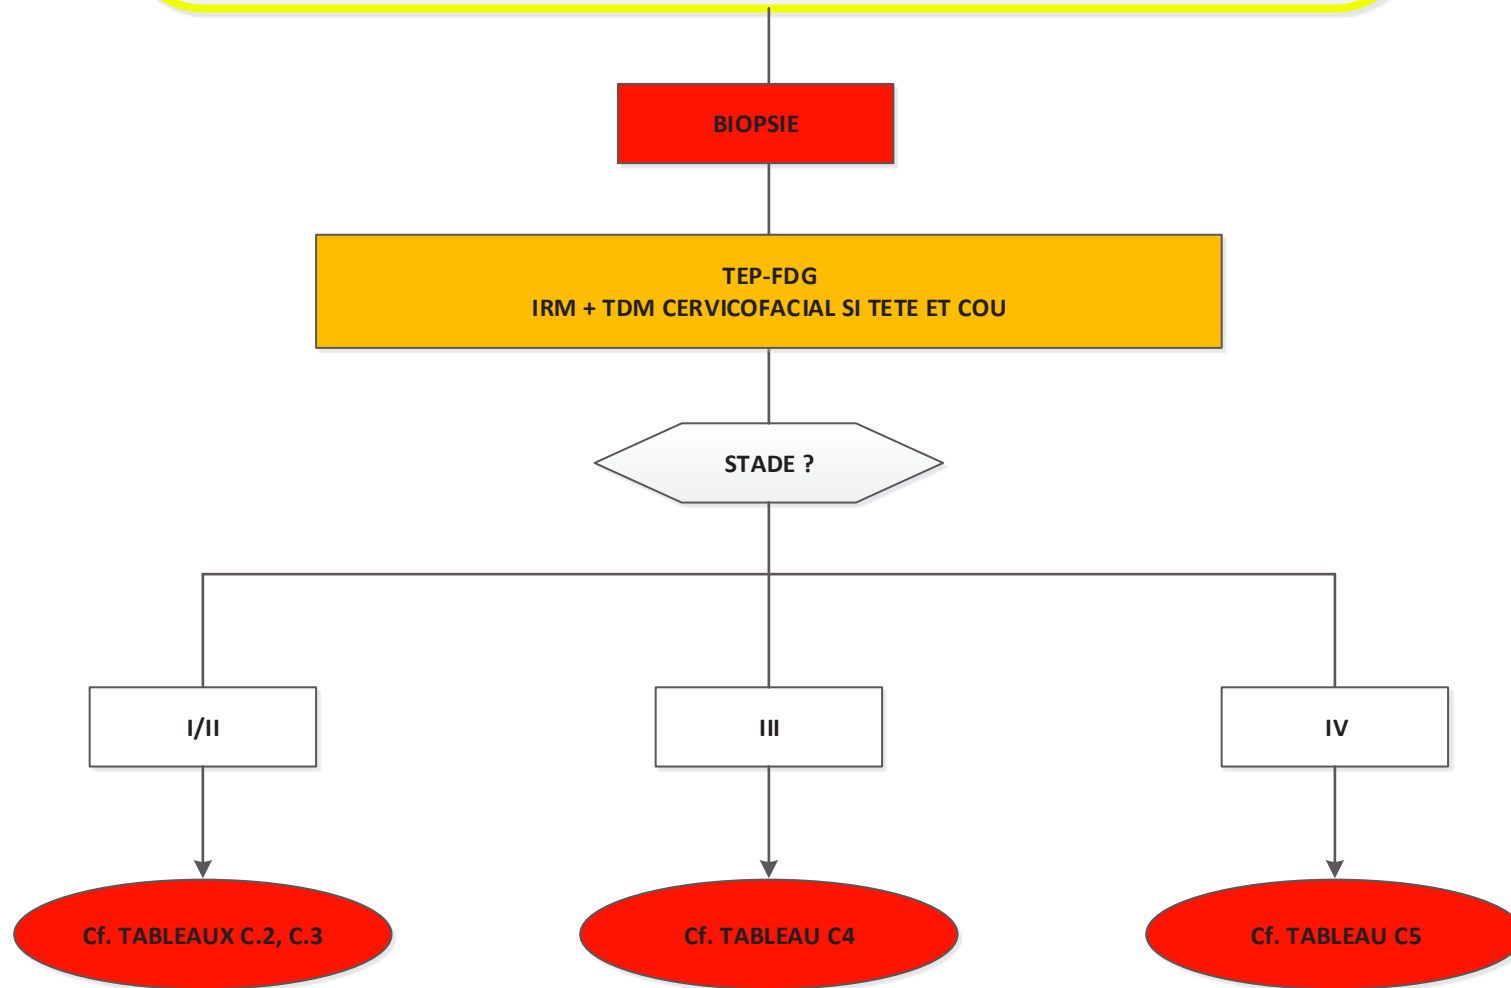 BIOPSIE
TEP-FDG
IRM + TDM CERVICOFACIAL SI TETE ET COU
STADE ?
I/II
III
IV
Cf. TABLEAUX C.2, C.3
Cf. TABLEAU C4
Cf. TABLEAU C5